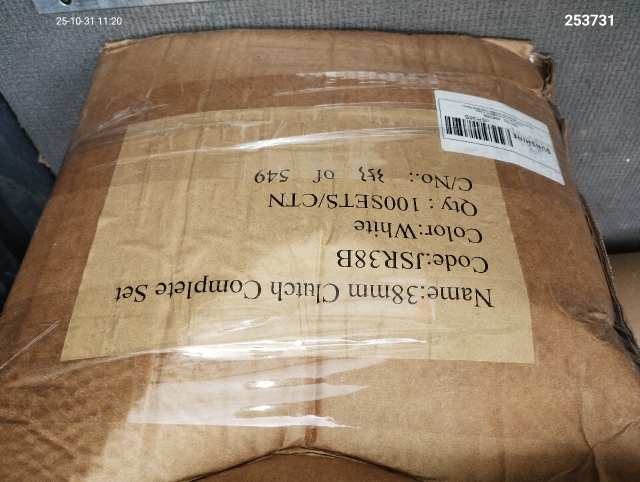 25-10-31 11:20
253731
Name:38mm Clutch Complete Set
Code:JSR38B
Color:White
Qty : 100SETS/CTN
C/No.: 353 of 549
SUNSHINE